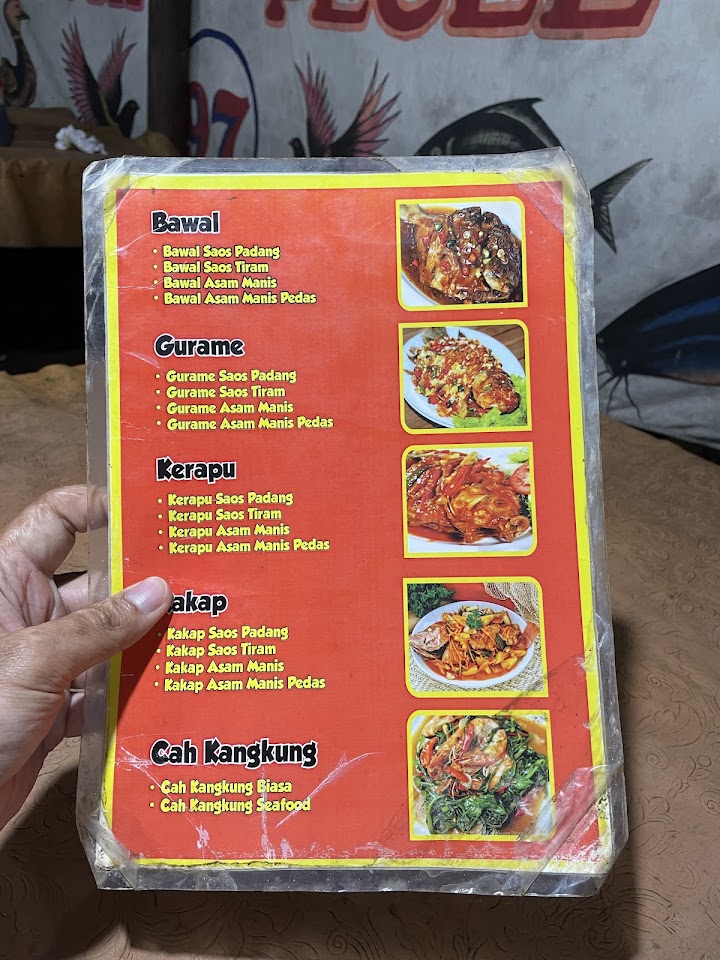 PECEL
97
Bawal
• Bawal Saos Padang
• Bawal Saos Tiram
• Bawal Asam Manis
• Bawal Asam Manis Pedas
Gurame
• Gurame Saos Padang
• Gurame Saos Tiram
• Gurame Asam Manis
• Gurame Asam Manis Pedas
Kerapu
• Kerapu Saos Padang
• Kerapu Saos Tiram
• Kerapu Asam Manis
• Kerapu Asam Manis Pedas
akap
• Kakap Saos Padang
• Kakap Saos Tiram
• Kakap Asam Manis
• Kakap Asam Manis Pedas
Cah Kangkung
• Cah Kangkung Biasa
• Cah Kangkung Seafood